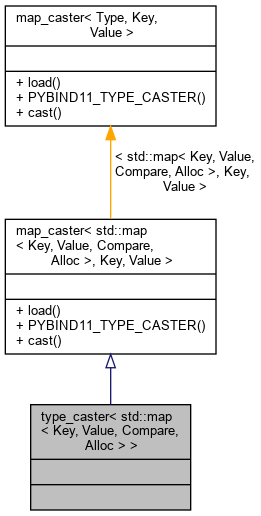 map_caster< Type, Key,
Value >
+ load()
+ PYBIND11_TYPE_CASTER()
+ cast()
< std::map< Key, Value,
Compare, Alloc >, Key,
Value >
map_caster< std::map
< Key, Value, Compare,
Alloc >, Key, Value >
+ load()
+ PYBIND11_TYPE_CASTER()
+ cast()
type_caster< std::map
< Key, Value, Compare,
Alloc > >